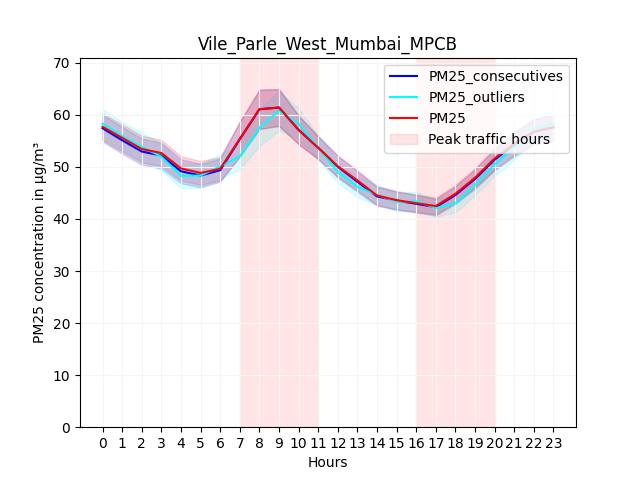 Vile_Parle_West_Mumbai_MPCB
PM25 concentration in µg/m³
70
60
50
40
30
20
10
0
PM25_consecutives
PM25_outliers
PM25
Peak traffic hours
0 1 2 3 4 5 6 7 8 9 10 11 12 13 14 15 16 17 18 19 20 21 22 23
Hours